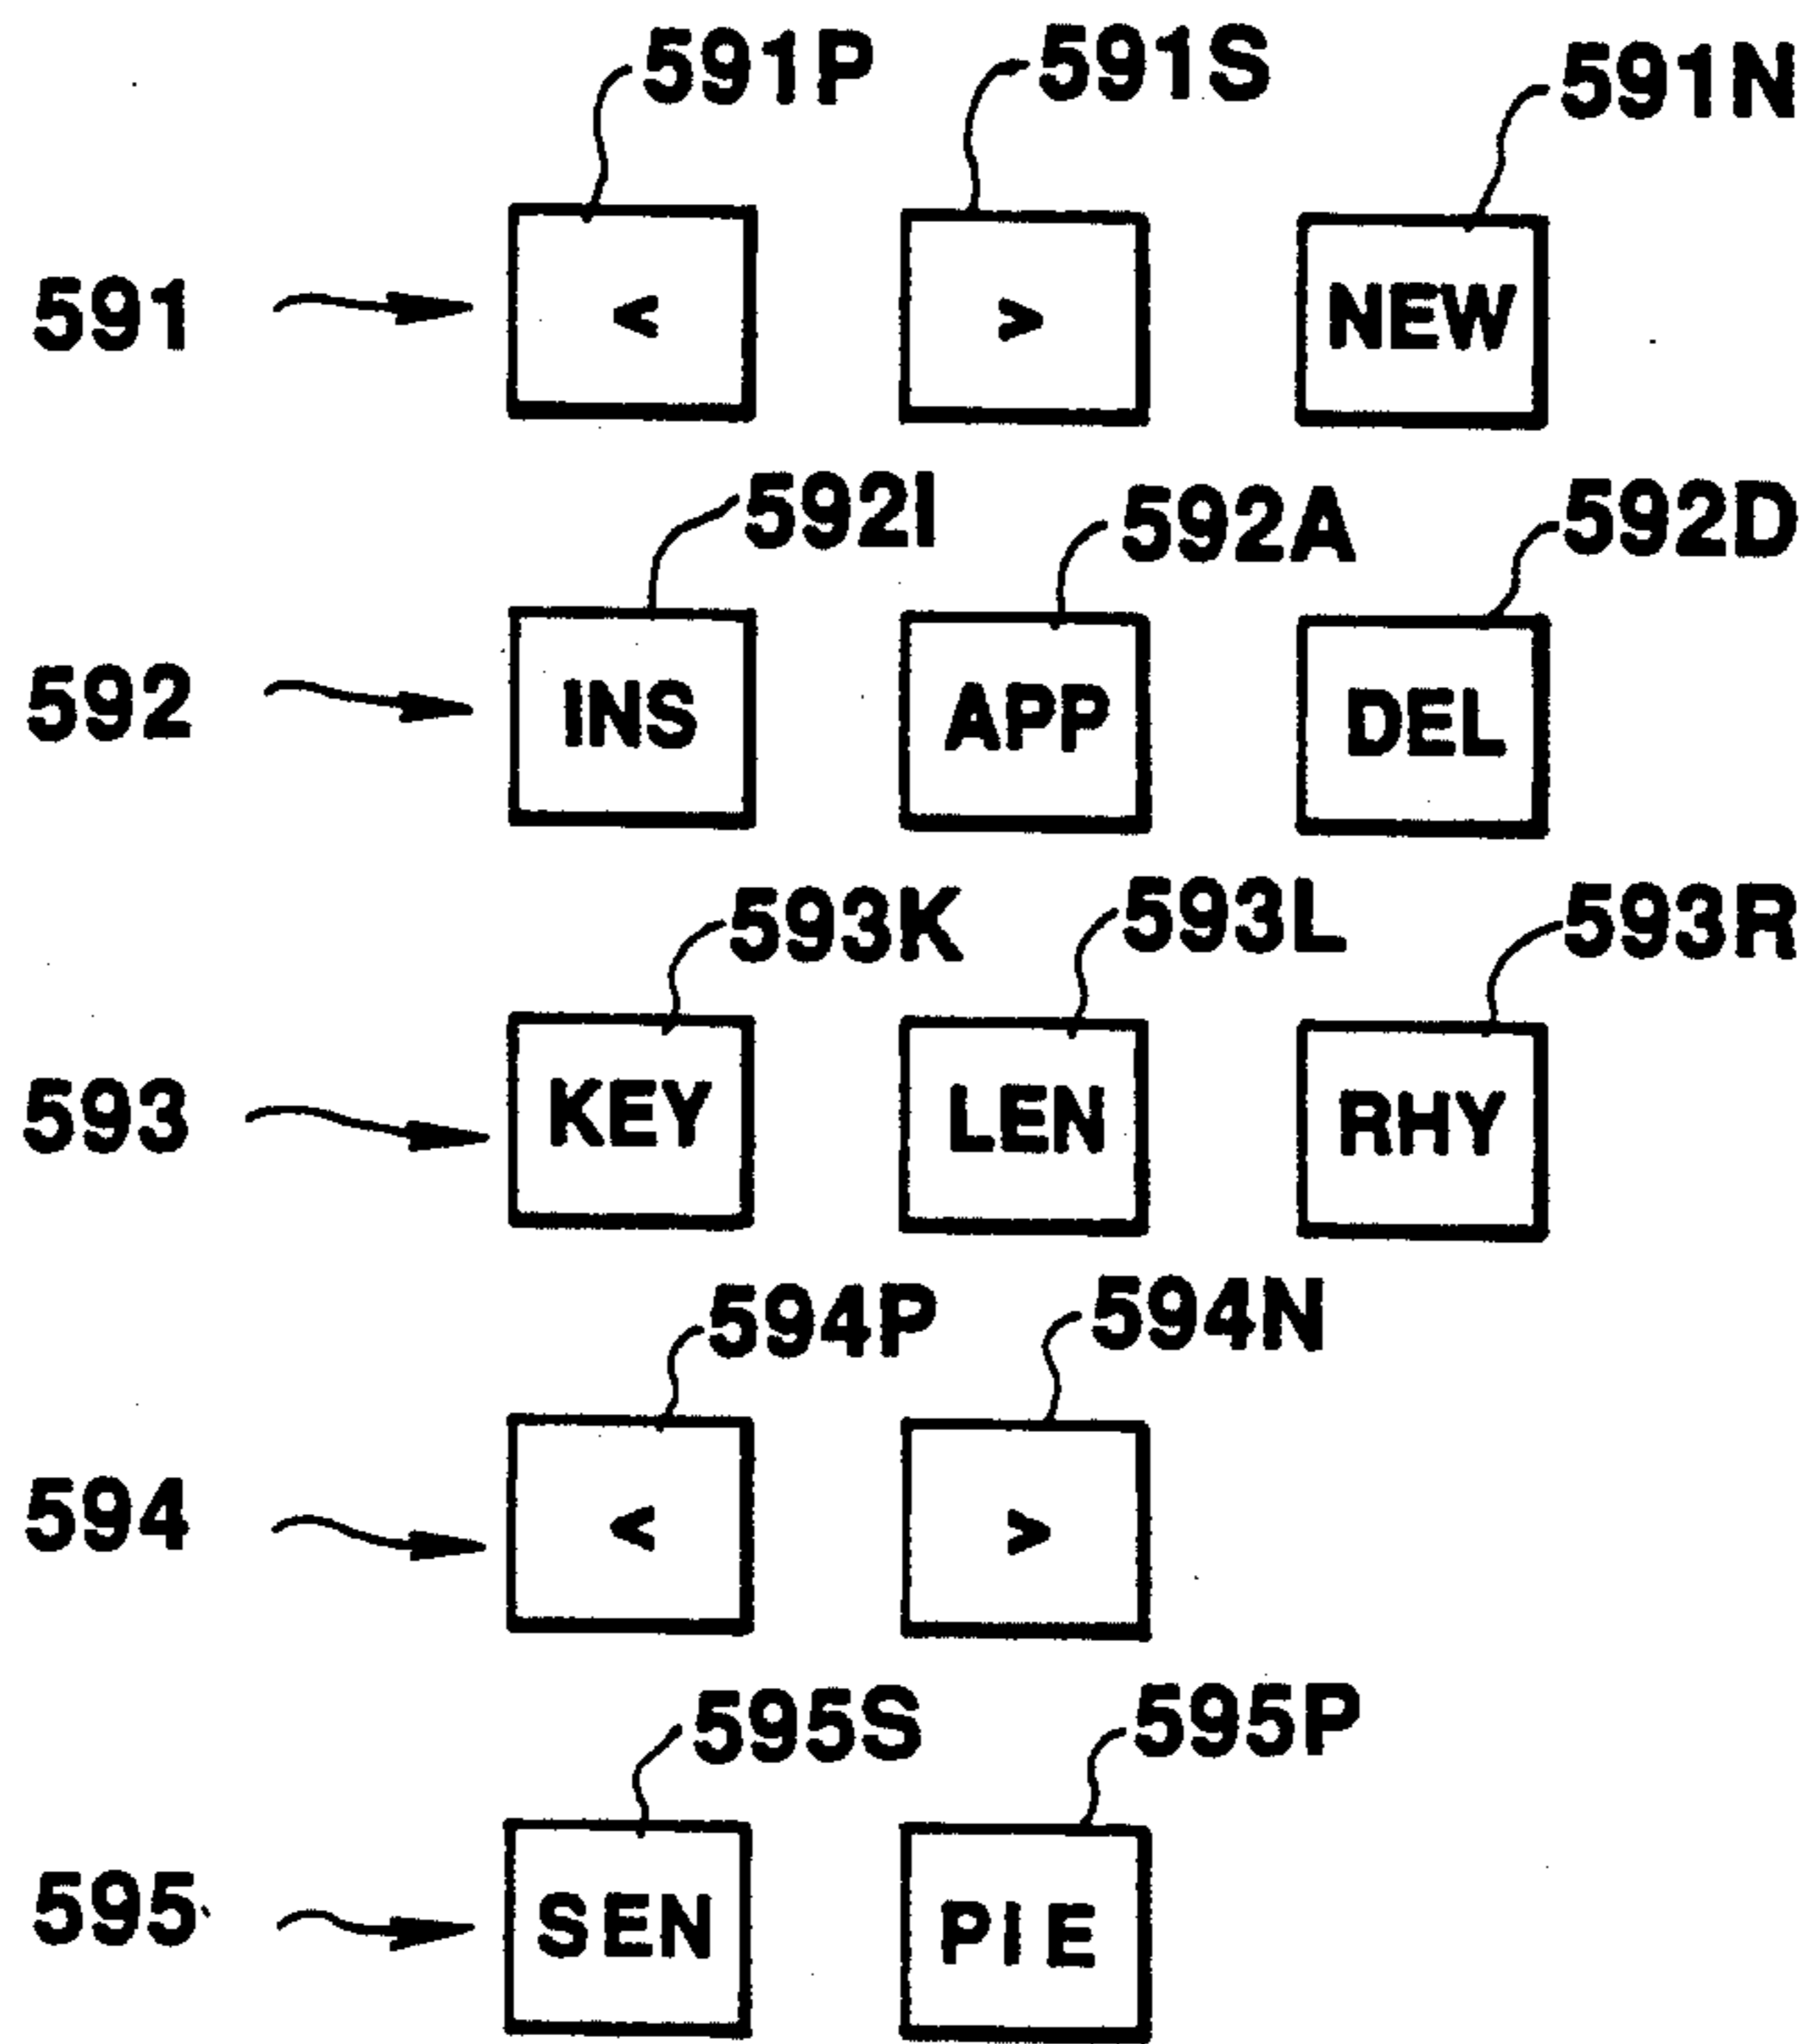 591P 591S 591N
591 < > NEW
592I 592A 592D
592 INS APP DEL
593K 593L 593R
593 KEY LEN RHY
594P 594N
594 < >
595S 595P
595 SEN PIE